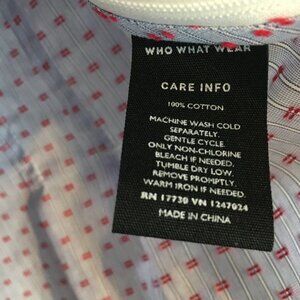 WHO WHAT WEAR
CARE INFO
100% COTTON
MACHINE WASH COLD
SEPARATELY.
GENTLE CYCLE.
ONLY NON-CHLORINE
BLEACH IF NEEDED.
TUMBLE DRY LOW.
REMOVE PROMPTLY.
WARM IRON IF NEEDED.
RN 17730 VN 1247024
MADE IN CHINA